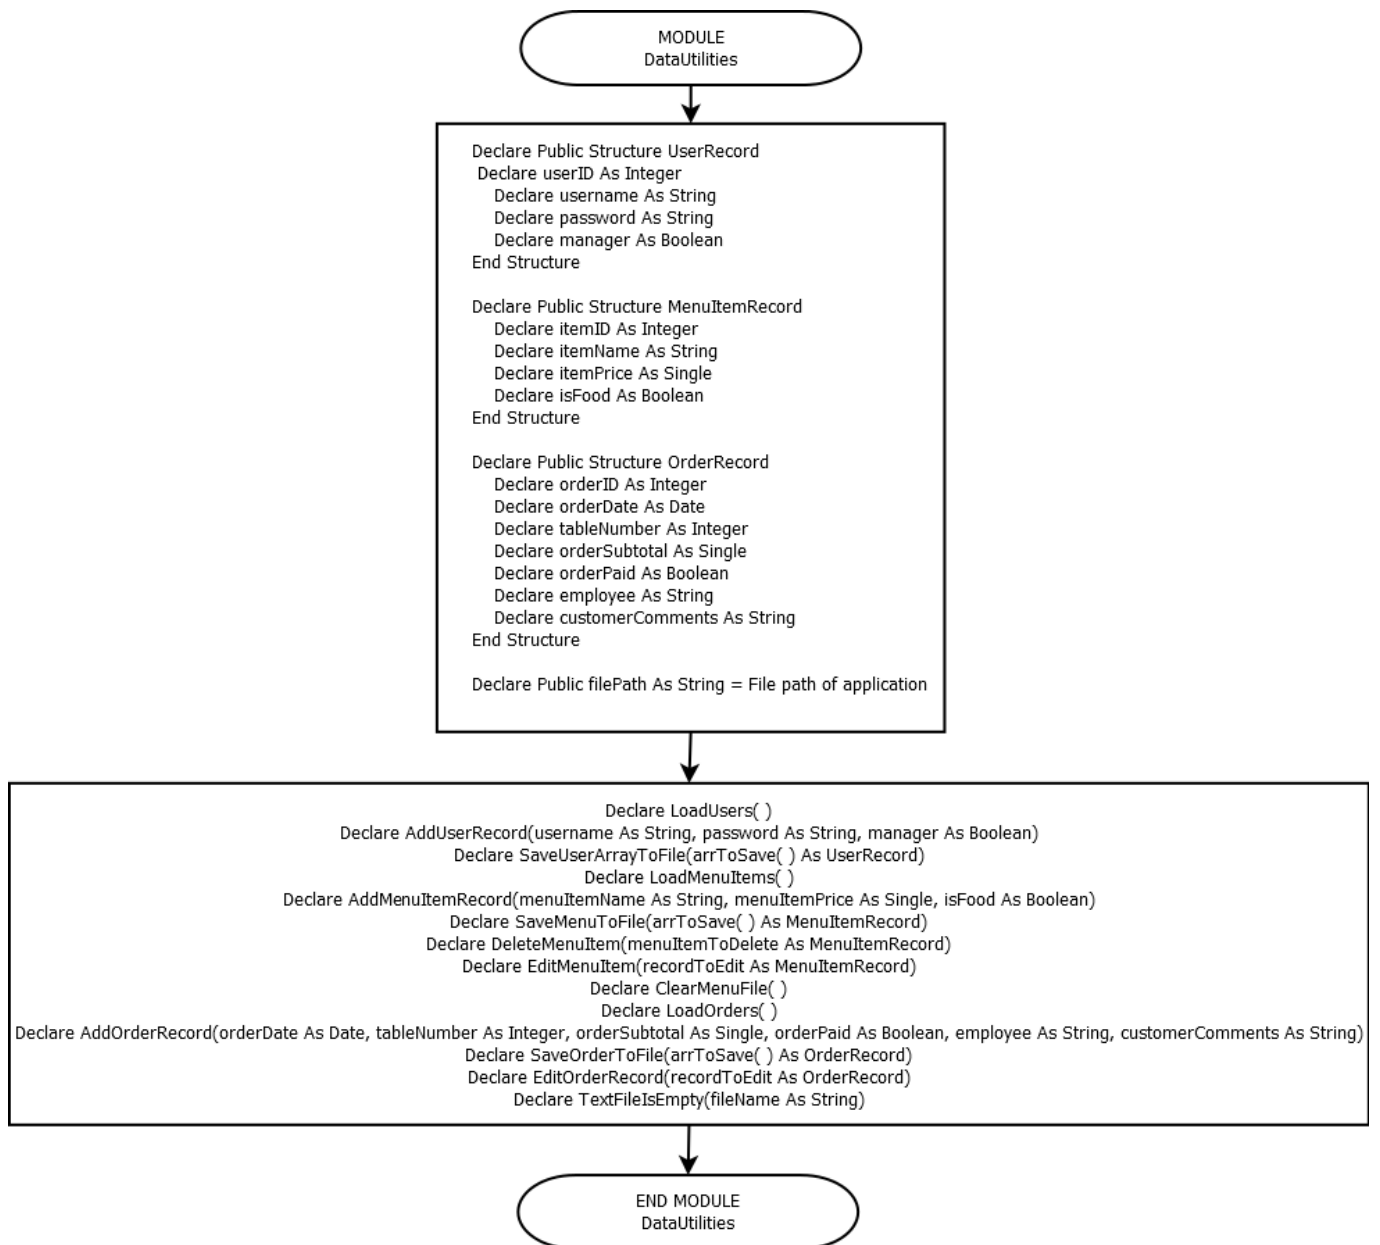 MODULE
DataUtilities
Declare Public Structure UserRecord
Declare userID As Integer
Declare username As String
Declare password As String
Declare manager As Boolean
End Structure
Declare Public Structure MenuItemRecord
Declare itemID As Integer
Declare itemName As String
Declare itemPrice As Single
Declare isFood As Boolean
End Structure
Declare Public Structure OrderRecord
Declare orderID As Integer
Declare orderDate As Date
Declare tableNumber As Integer
Declare orderSubtotal As Single
Declare orderPaid As Boolean
Declare employee As String
Declare customerComments As String
End Structure
Declare Public filePath As String = File path of application
Declare LoadUsers( )
Declare AddUserRecord(username As String, password As String, manager As Boolean)
Declare SaveUserArrayToFile(arrToSave( ) As UserRecord)
Declare LoadMenuItems( )
Declare AddMenuItemRecord(menuItemName As String, menuItemPrice As Single, isFood As Boolean)
Declare SaveMenuToFile(arrToSave( ) As MenuItemRecord)
Declare DeleteMenuItem(menuItemToDelete As MenuItemRecord)
Declare EditMenuItem(recordToEdit As MenuItemRecord)
Declare ClearMenuFile( )
Declare LoadOrders( )
Declare AddOrderRecord(orderDate As Date, tableNumber As Integer, orderSubtotal As Single, orderPaid As Boolean, employee As String, customerComments As String)
Declare SaveOrderToFile(arrToSave( ) As OrderRecord)
Declare EditOrderRecord(recordToEdit As OrderRecord)
Declare TextFileIsEmpty(fileName As String)
END MODULE
DataUtilities